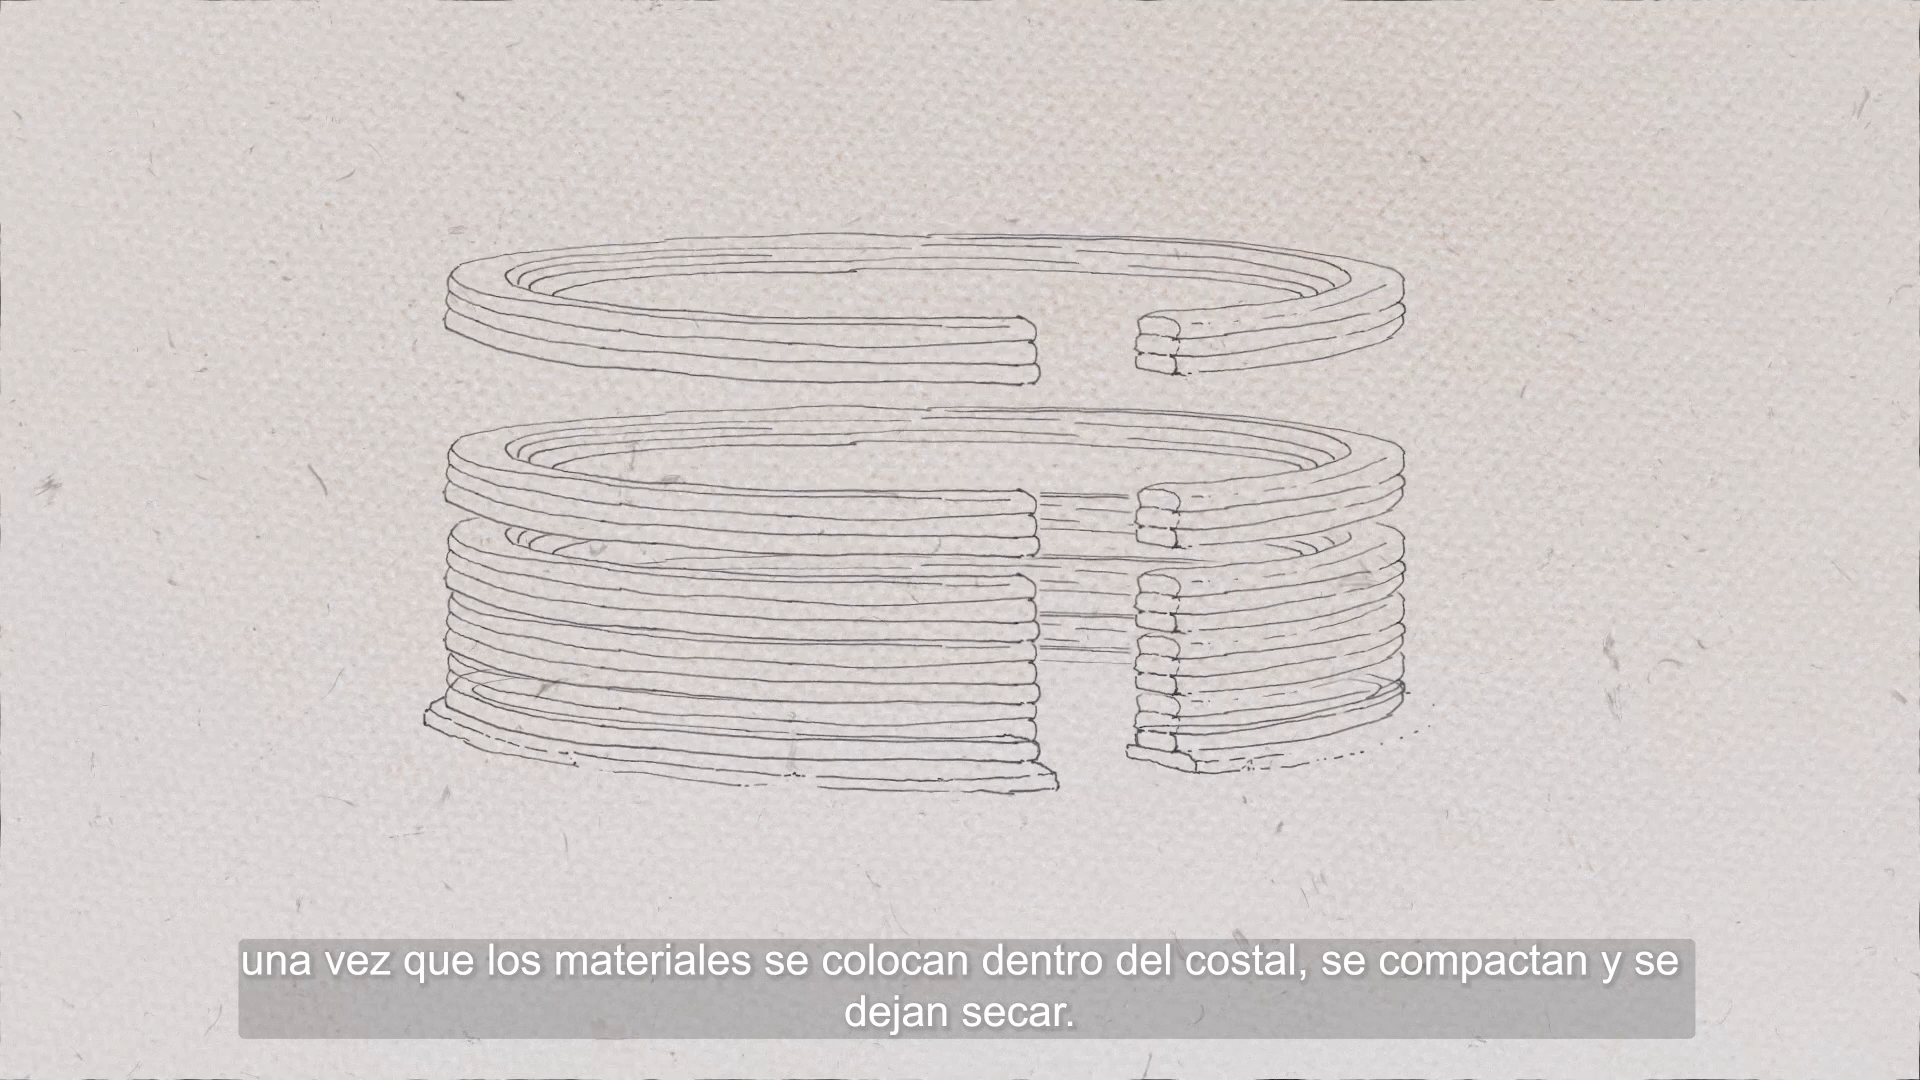 una vez que los materiales se colocan dentro del costal, se compactan y se
dejan secar.